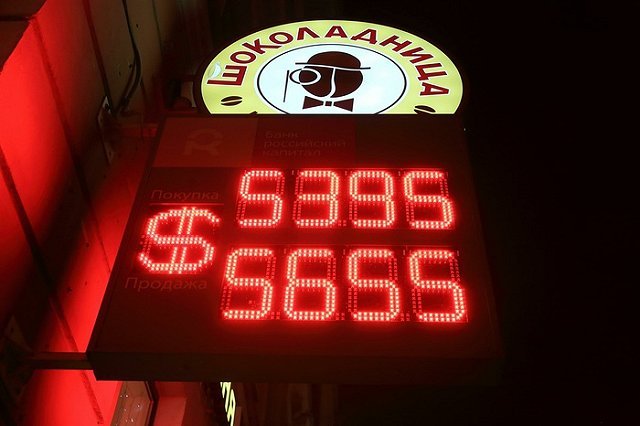 ШОКОЛАДНИЦА
Банк
российский
капитал
Покупка
5395
$
Продажа
5655